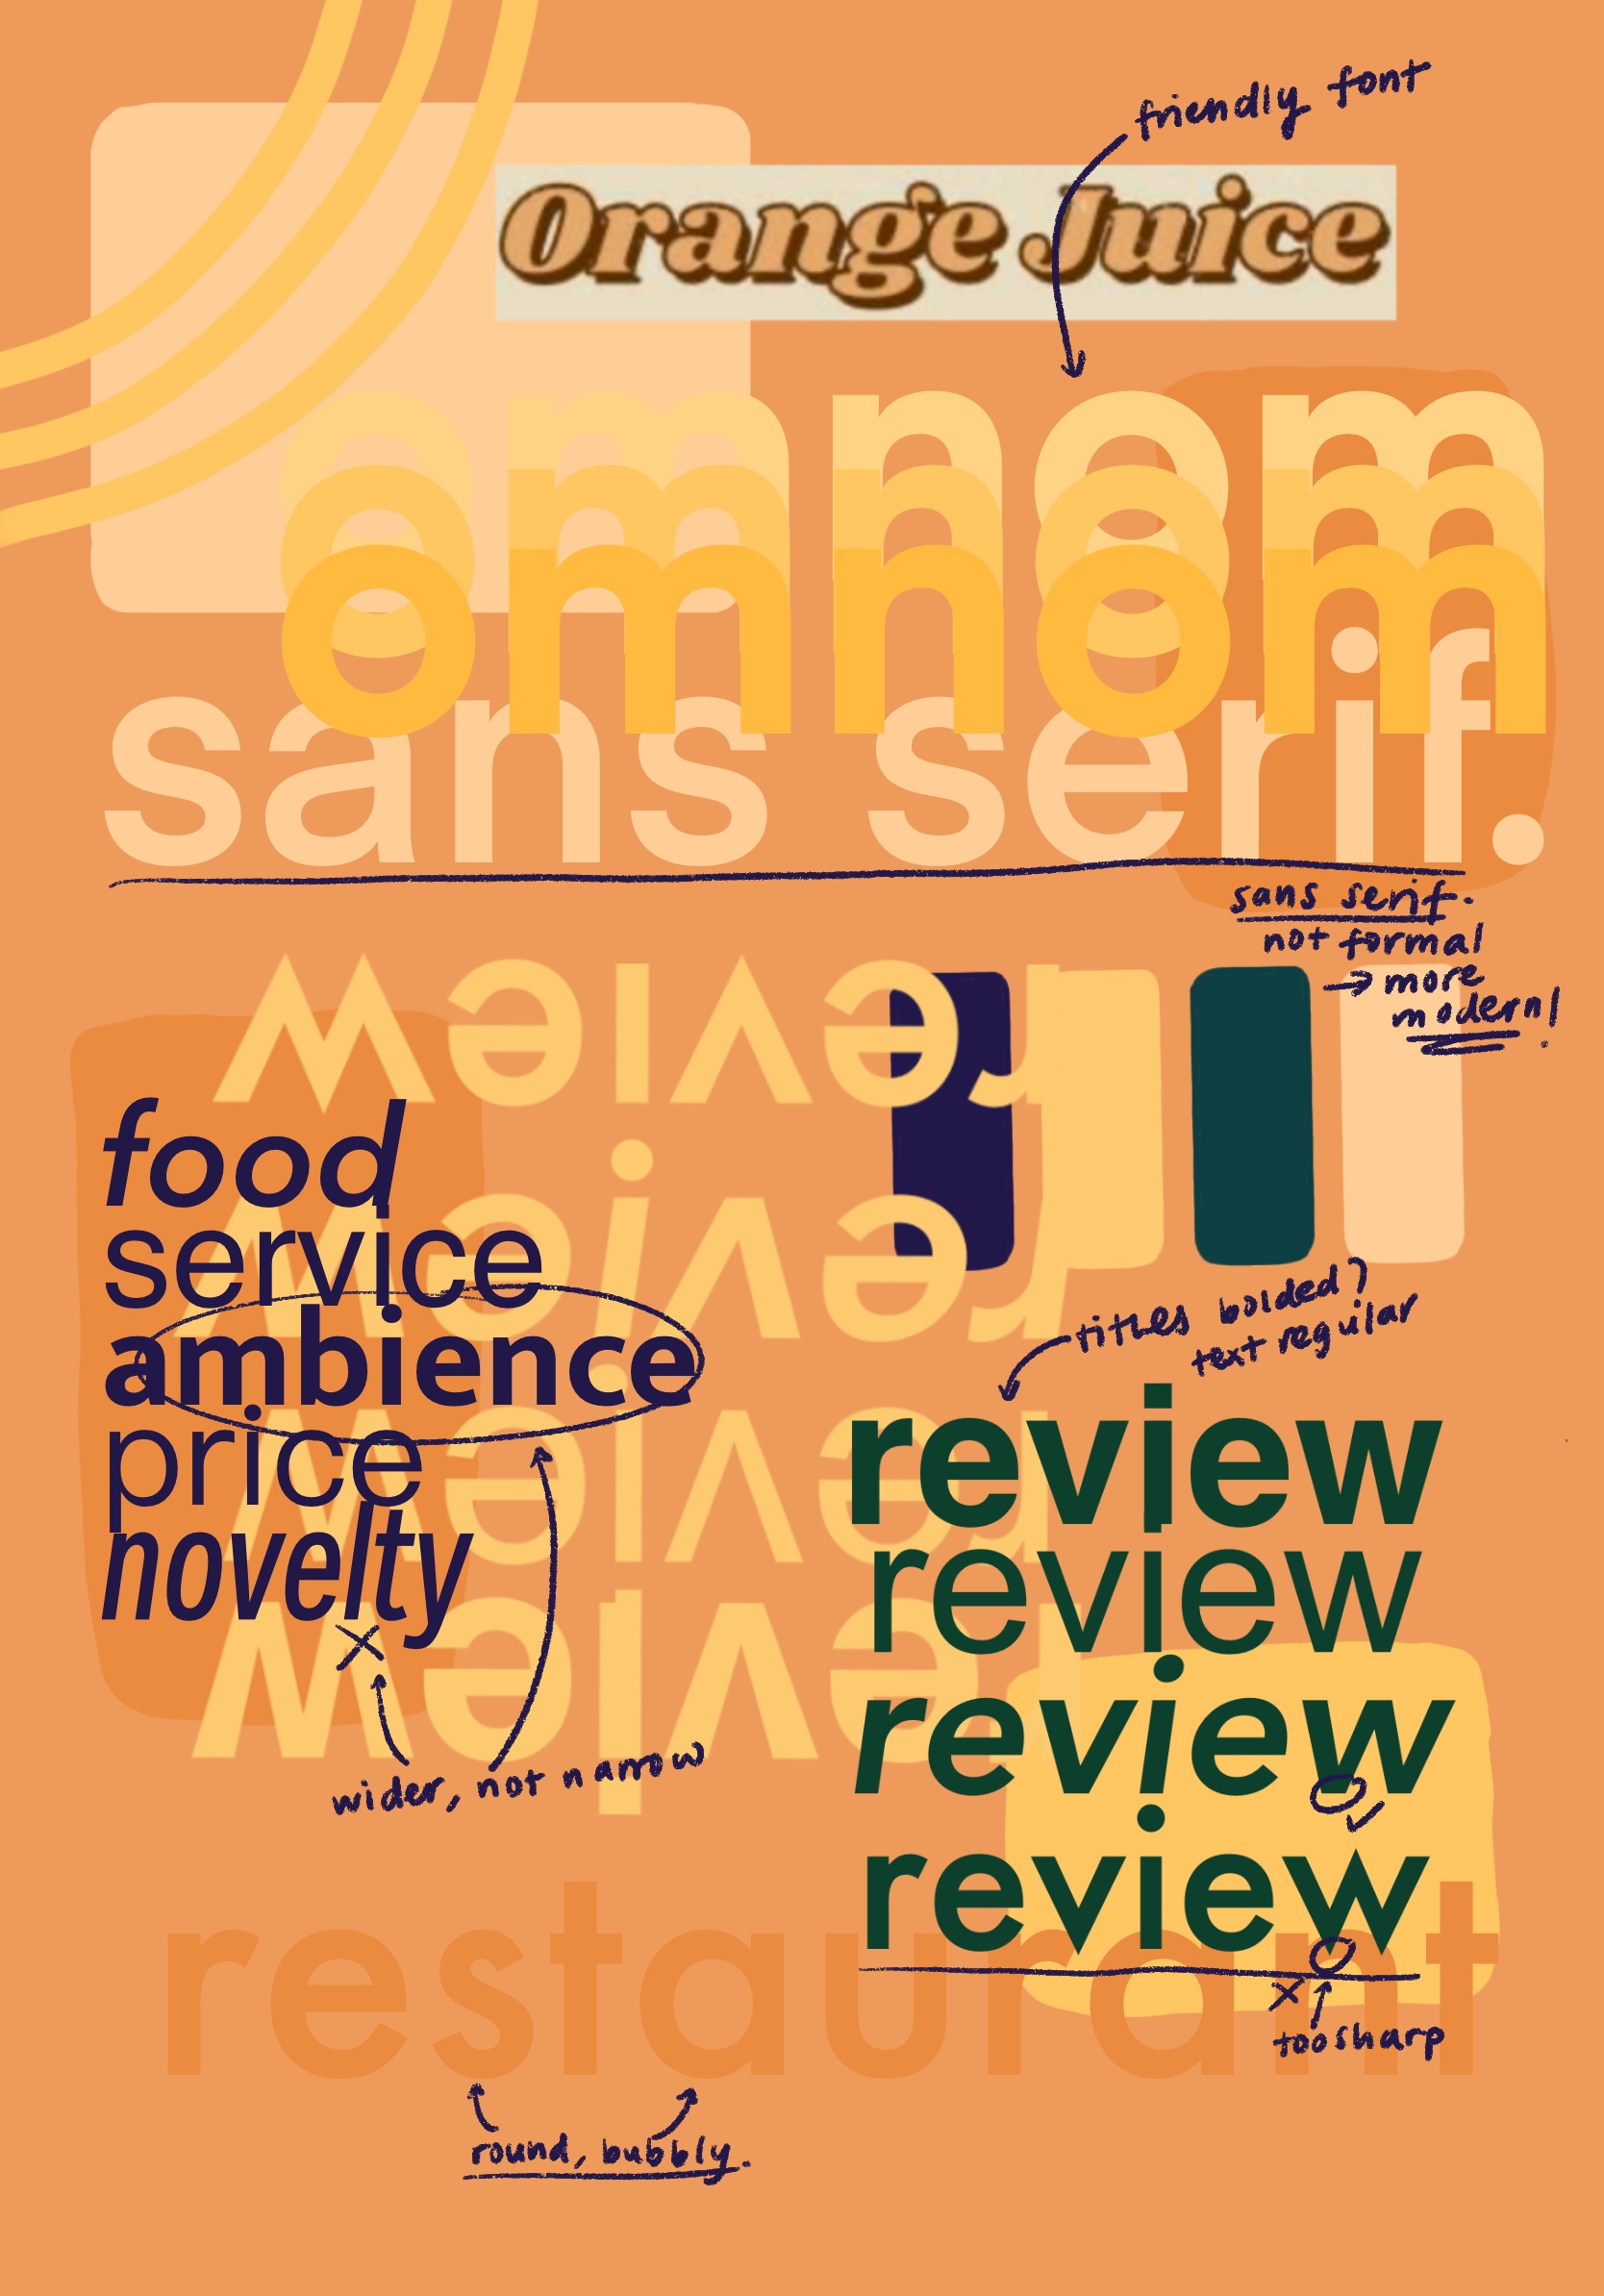 friendly font
Orange Juice
omnom
omnom
omnom
sans serif.
sans serif.
not formal
→ more
modern!
review
review
review
review
food
service
ambience
price
novelty
wider, not narrow
titles bolded?
text regular
review
review
review
review
too sharp
restaurant
round, bubbly.